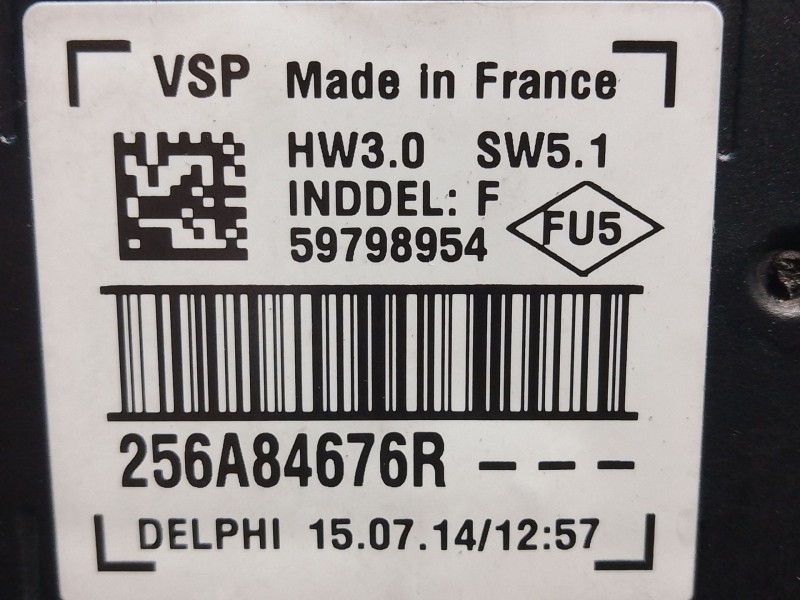 VSP Made in France
HW3.0 SW5.1
INDDEL: F
59798954
FU5
256A84676R - - -
DELPHI 15.07.14/12:57